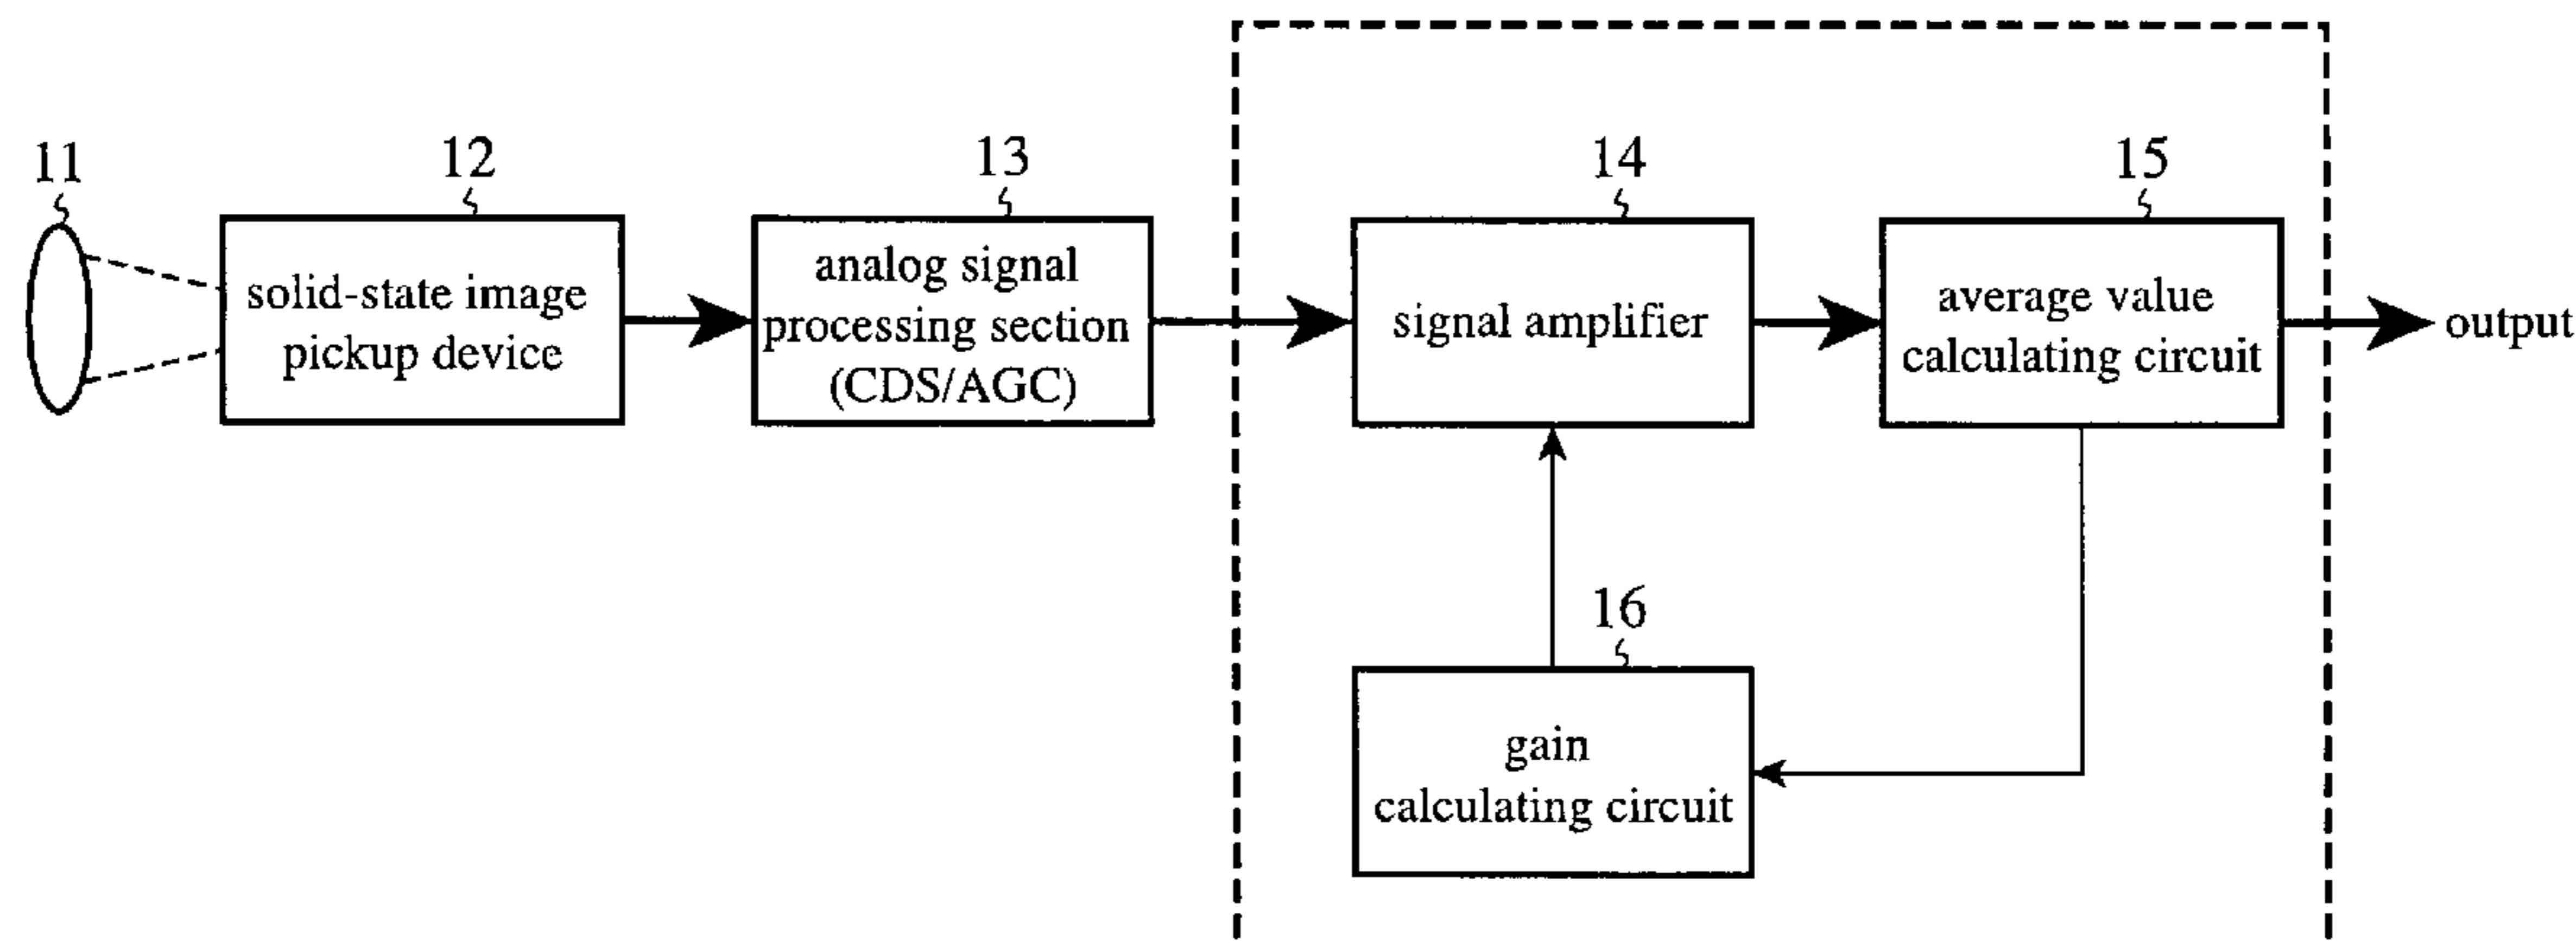 11
12
13
14
15
solid-state image
pickup device
analog signal
processing section
(CDS/AGC)
signal amplifier
average value
calculating circuit
output
16
gain
calculating circuit